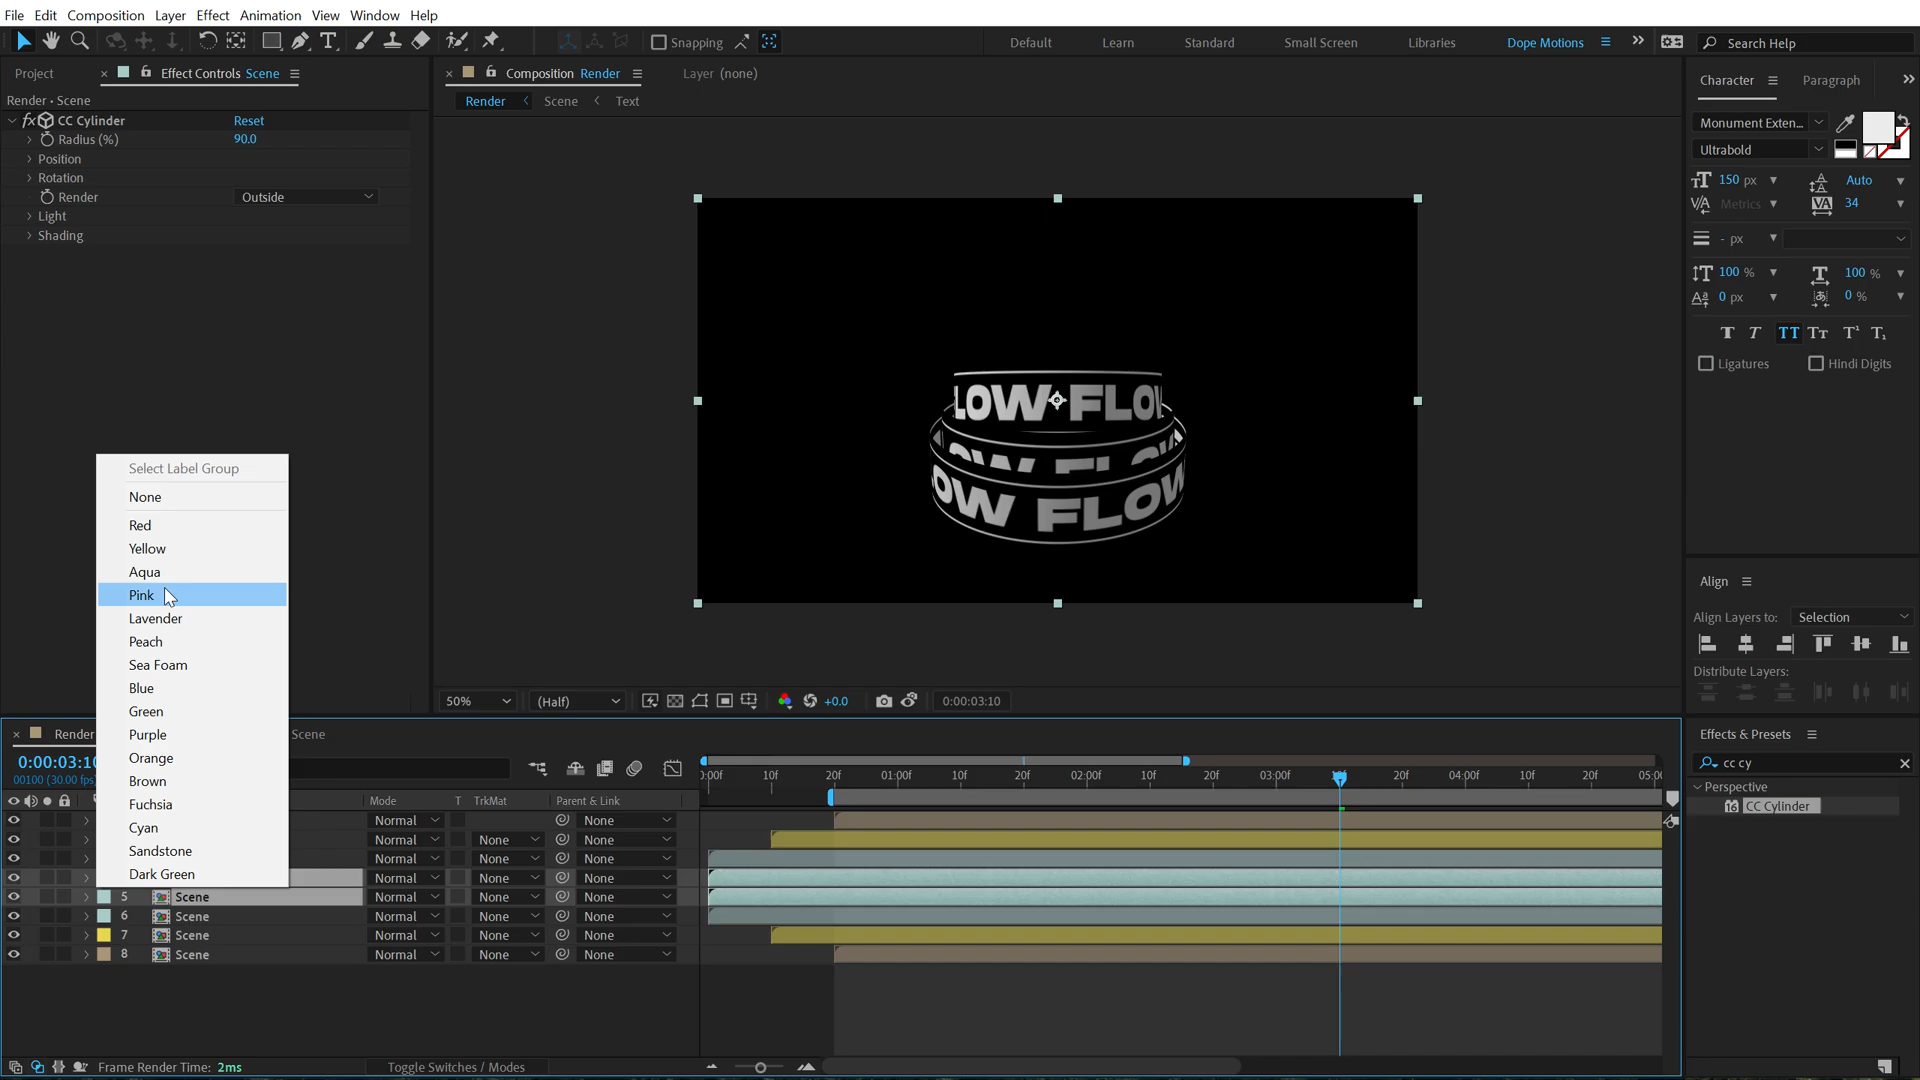 File Edit Composition Layer Effect Animation View Window Help
Snapping
Default Learn Standard Small Screen Libraries Dope Motions Search Help
Project Effect Controls Scene
Composition Render Layer (none)
Character Paragraph
Render • Scene
Render Scene Text
fx CC Cylinder Reset
Radius (%) 90.0
Position
Rotation
Render Outside
Light
Shading
Monument Exten...
Ultrabold
150 px Auto
Metrics 34
- px
100 % 100 %
0 px 0 %
TT
Ligatures Hindi Digits
LOW FLOW
OW FLOW
OW FLOW
Select Label Group
None
Red
Yellow
Aqua
Pink
Lavender
Peach
Sea Foam
Blue
Green
Purple
Orange
Brown
Fuchsia
Cyan
Sandstone
Dark Green
Align
Align Layers to: Selection
Distribute Layers:
50% (Half) +0.0 0:00:03:10
Render Scene
Effects & Presets
cc cy
Perspective
CC Cylinder
0:00:03:10
00100 (30.00 fps)
0:00f 10f 20f 01:00f 10f 20f 02:00f 10f 20f 03:00f 20f 04:00f 10f 20f 05:00
Mode T TrkMat Parent & Link
Normal None
Normal None None
Normal None None
Normal None None
5 Scene Normal None None
6 Scene Normal None None
7 Scene Normal None None
8 Scene Normal None None
Frame Render Time: 2ms Toggle Switches / Modes